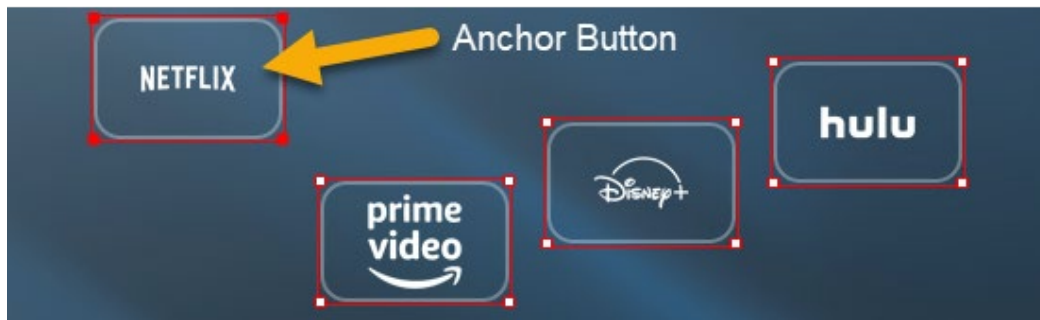 Anchor Button
NETFLIX
hulu
Disney+
prime
video